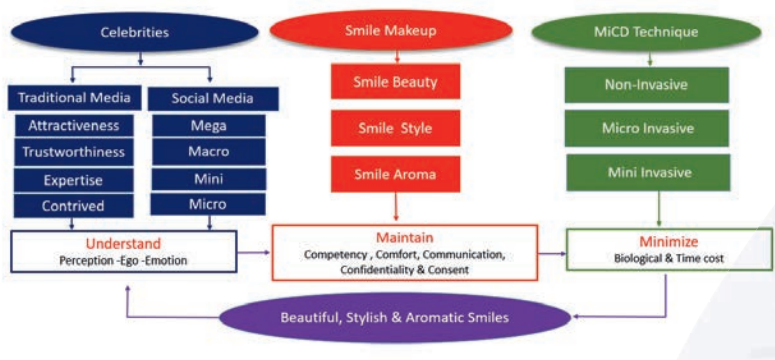 Celebrities
Traditional Media
Social Media
Attractiveness
Trustworthiness
Expertise
Contrived
Mega
Macro
Mini
Micro
Understand
Perception -Ego -Emotion
Smile Makeup
Smile Beauty
Smile Style
Smile Aroma
Maintain
Competency , Comfort, Communication,
Confidentiality & Consent
MiCD Technique
Non-Invasive
Micro Invasive
Mini Invasive
Minimize
Biological & Time cost
Beautiful, Stylish & Aromatic Smiles